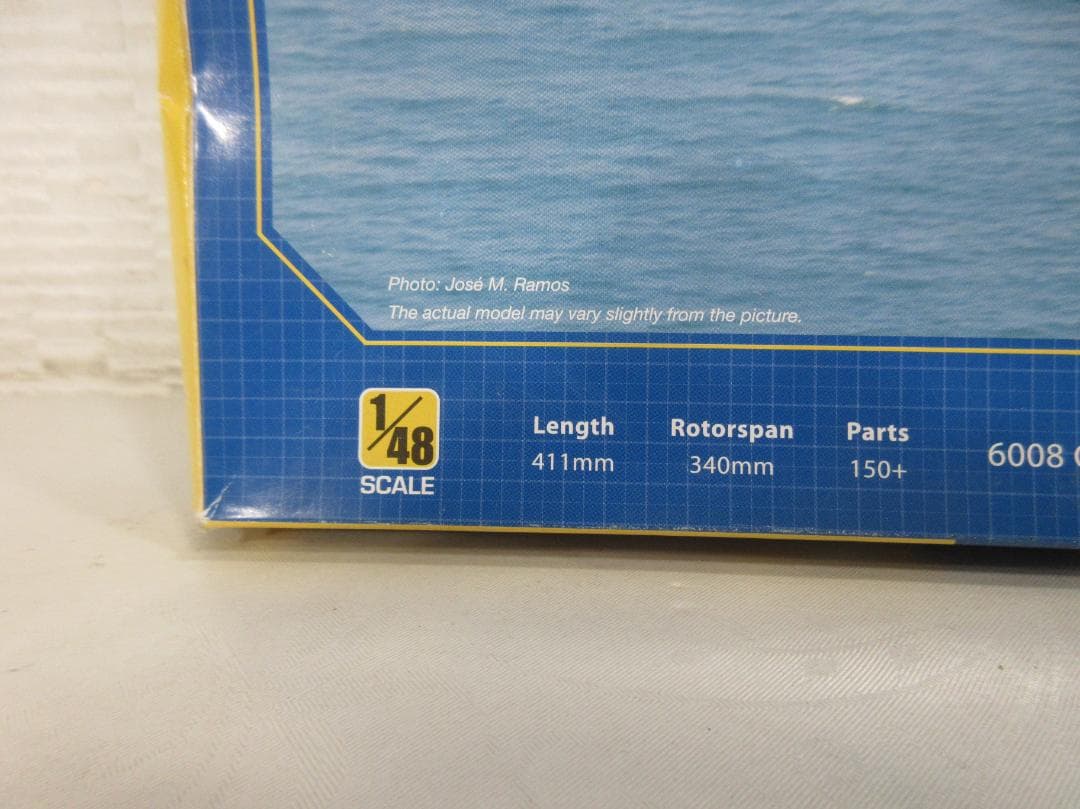 Photo: José M. Ramos
The actual model may vary slightly from the picture.
1/48
SCALE
Length Rotorspan Parts
411mm 340mm 150+ 6008